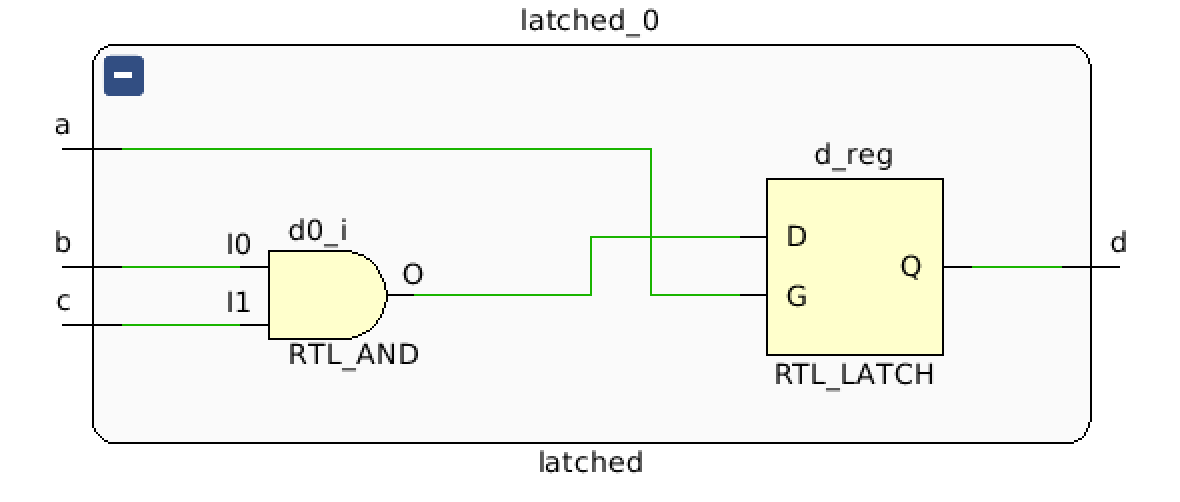 latched_0
a
d_reg
b
I0
d0_i
D
d
O
Q
c
I1
G
RTL_AND
RTL_LATCH
latched